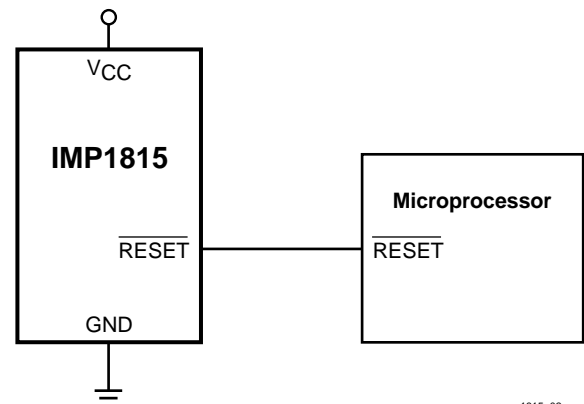 VCC
IMP1815
Microprocessor
RESET RESET
GND